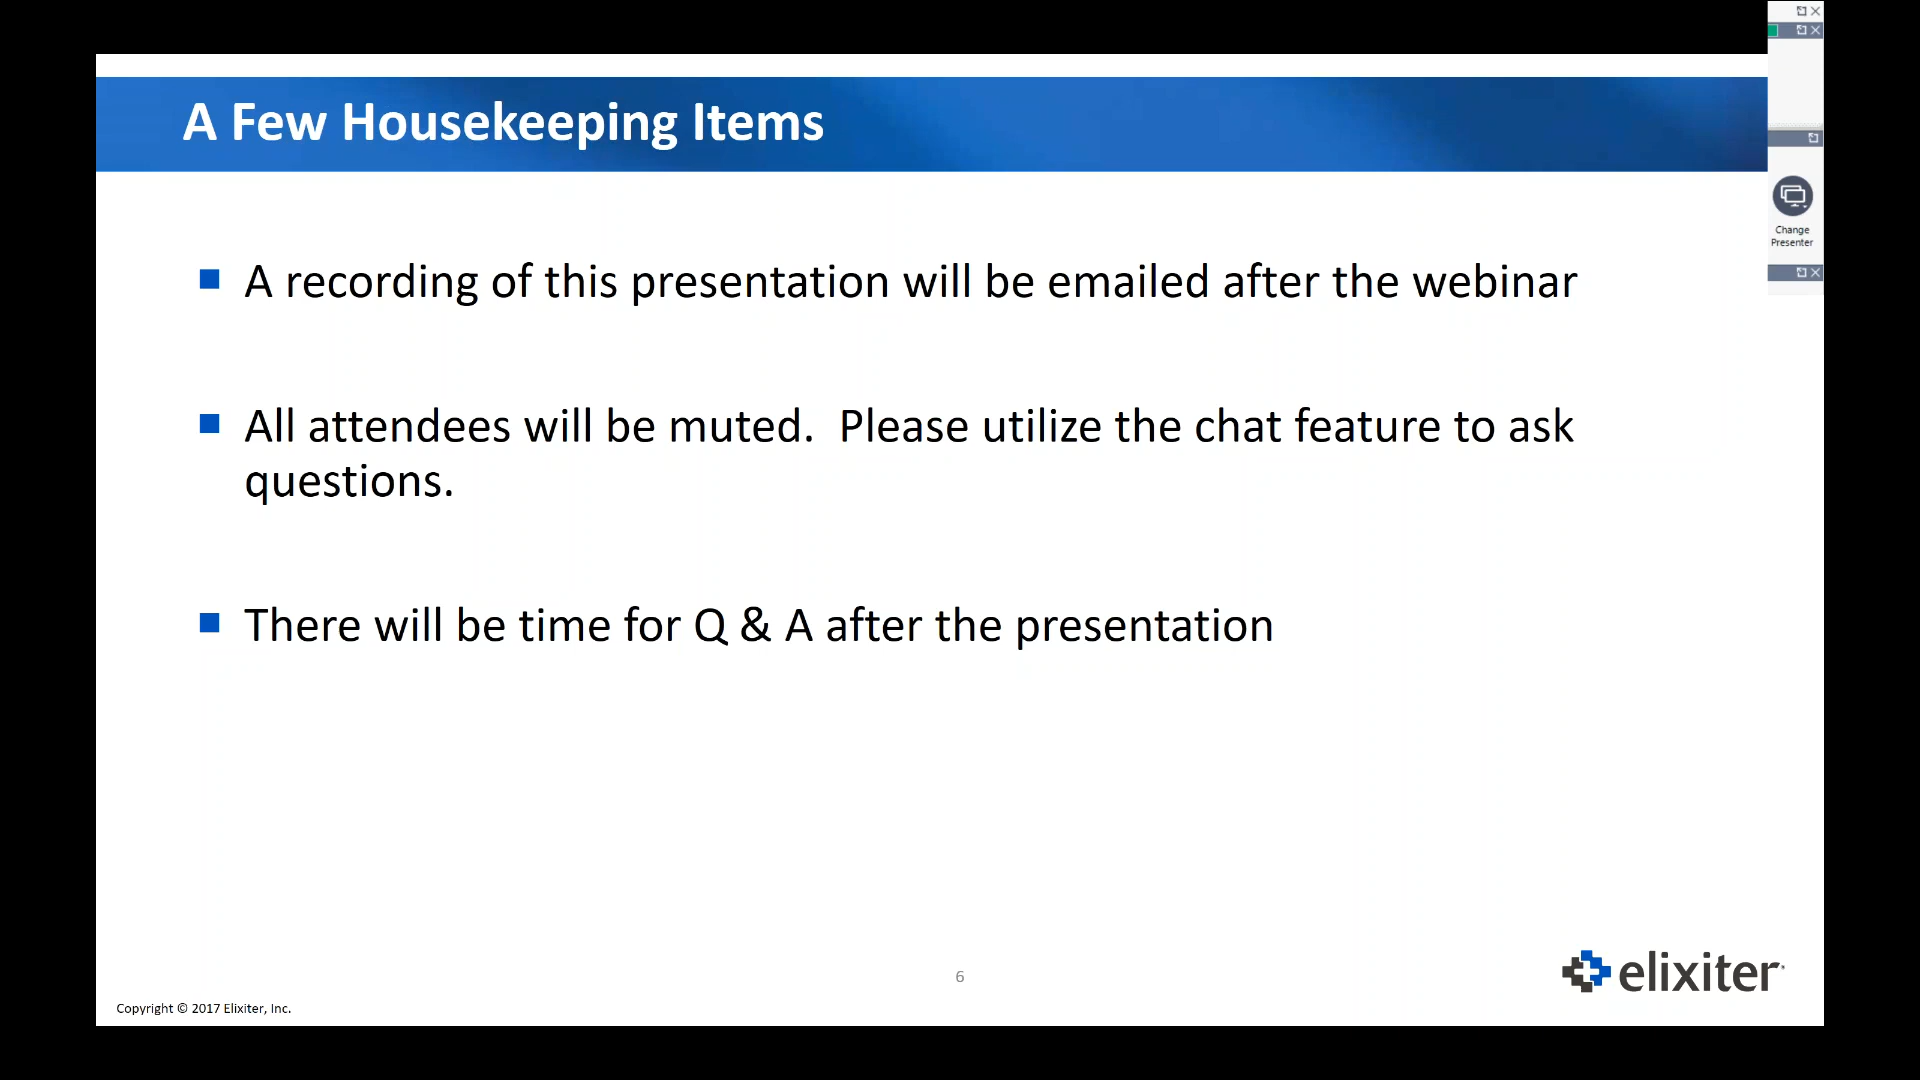 A Few Housekeeping Items
Change
Presenter
A recording of this presentation will be emailed after the webinar
All attendees will be muted.  Please utilize the chat feature to ask
questions.
There will be time for Q & A after the presentation
elixiter
6
Copyright © 2017 Elixiter, Inc.